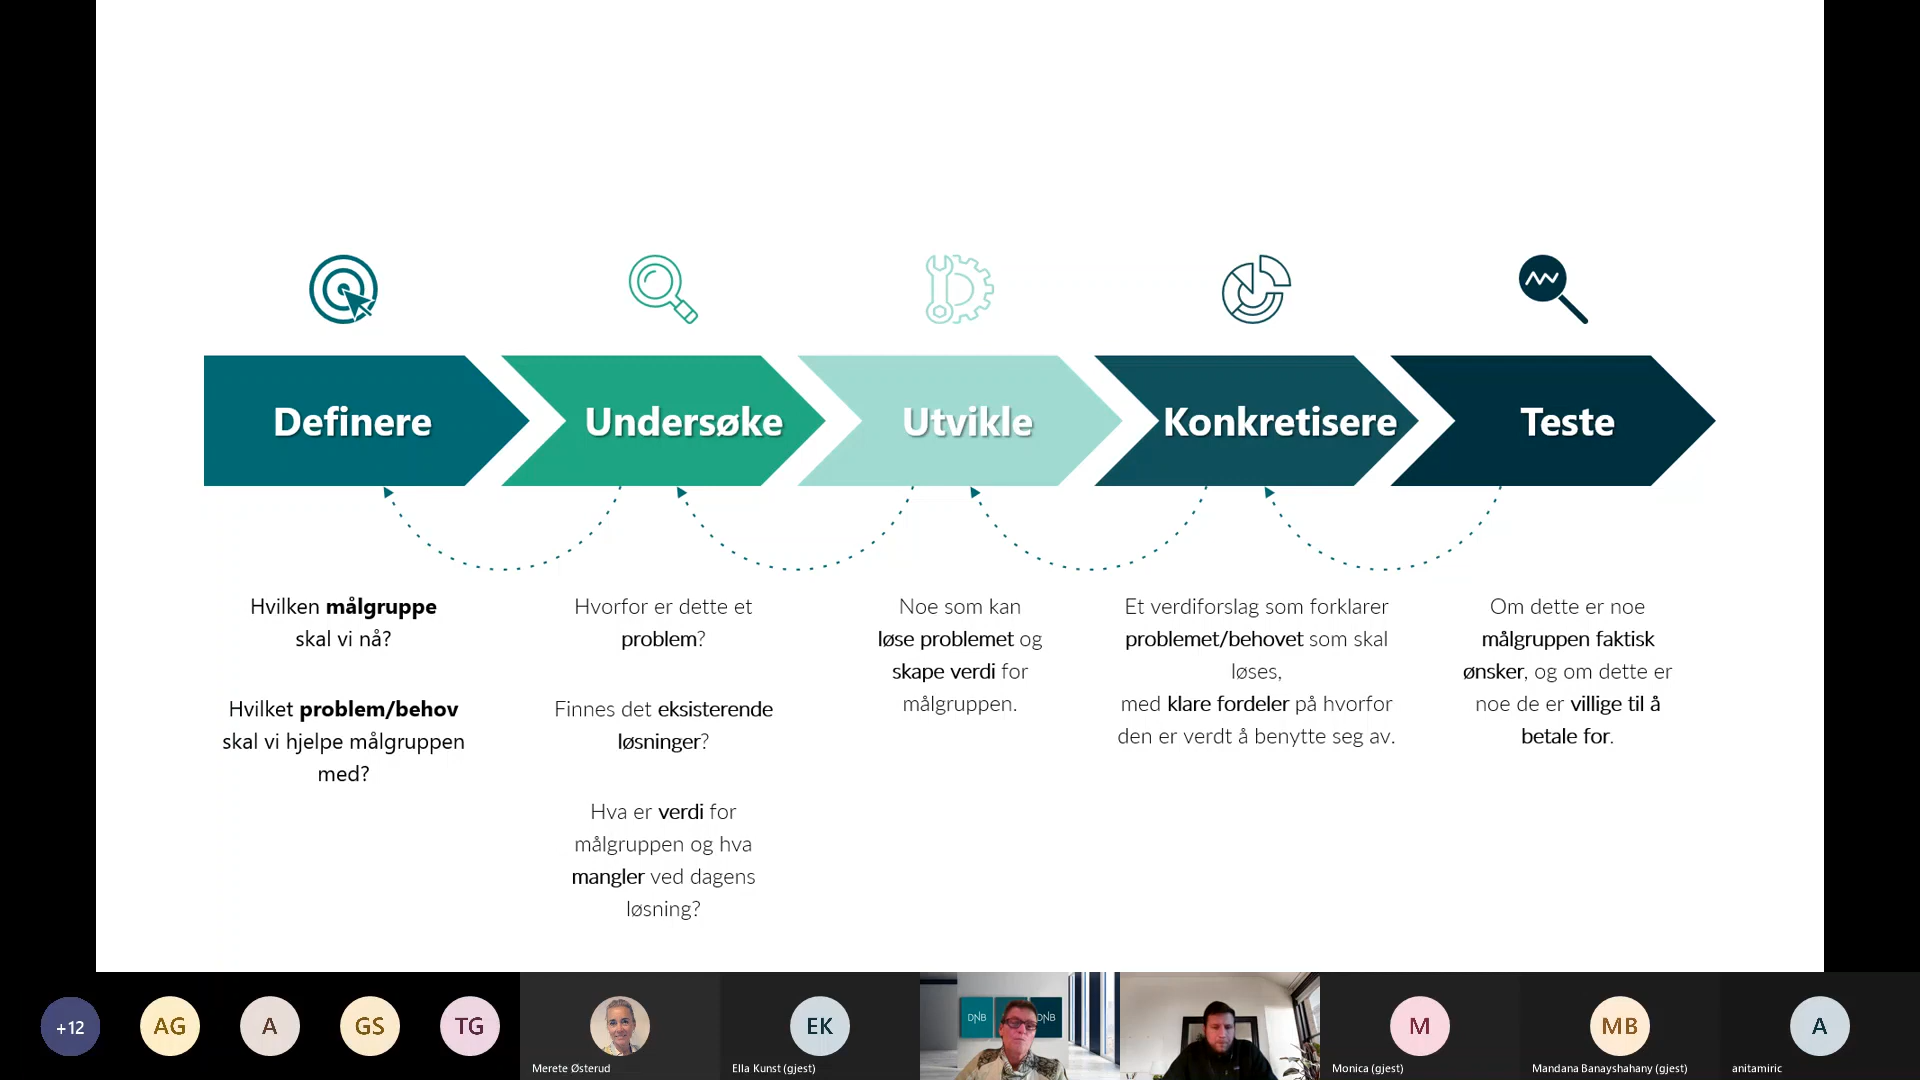 Definere
Undersøke
Utvikle
Konkretisere
Teste
Hvilken målgruppe
skal vi nå?
Hvilket problem/behov
skal vi hjelpe målgruppen
med?
Hvorfor er dette et
problem?
Finnes det eksisterende
løsninger?
Hva er verdi for
målgruppen og hva
mangler ved dagens
løsning?
Noe som kan
løse problemet og
skape verdi for
målgruppen.
Et verdiforslag som forklarer
problemet/behovet som skal
løses,
med klare fordeler på hvorfor
den er verdt å benytte seg av.
Om dette er noe
målgruppen faktisk
ønsker, og om dette er
noe de er villige til å
betale for.
+12
AG
A
GS
TG
Merete Østerud
EK
Ella Kunst (gjest)
DNB
DNB
M
Monica (gjest)
MB
Mandana Banayshahany (gjest)
A
anitamiric